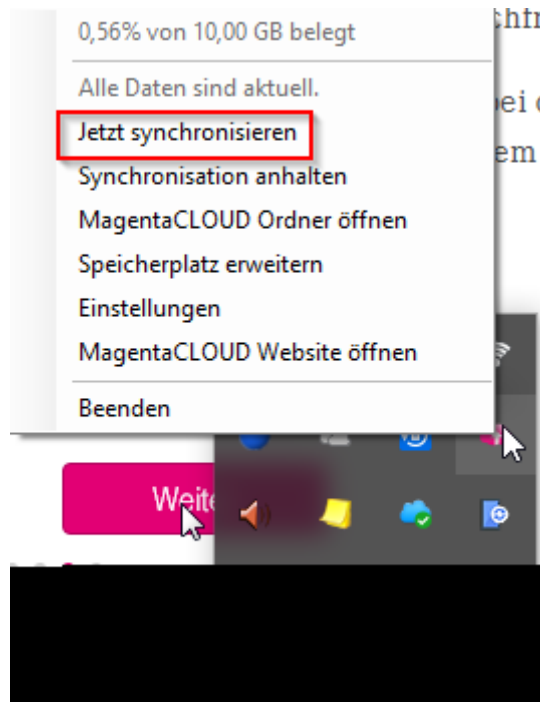 0,56% von 10,00 GB belegt
Alle Daten sind aktuell.
Jetzt synchronisieren
Synchronisation anhalten
MagentaCLOUD Ordner öffnen
Speicherplatz erweitern
Einstellungen
MagentaCLOUD Website öffnen
Beenden